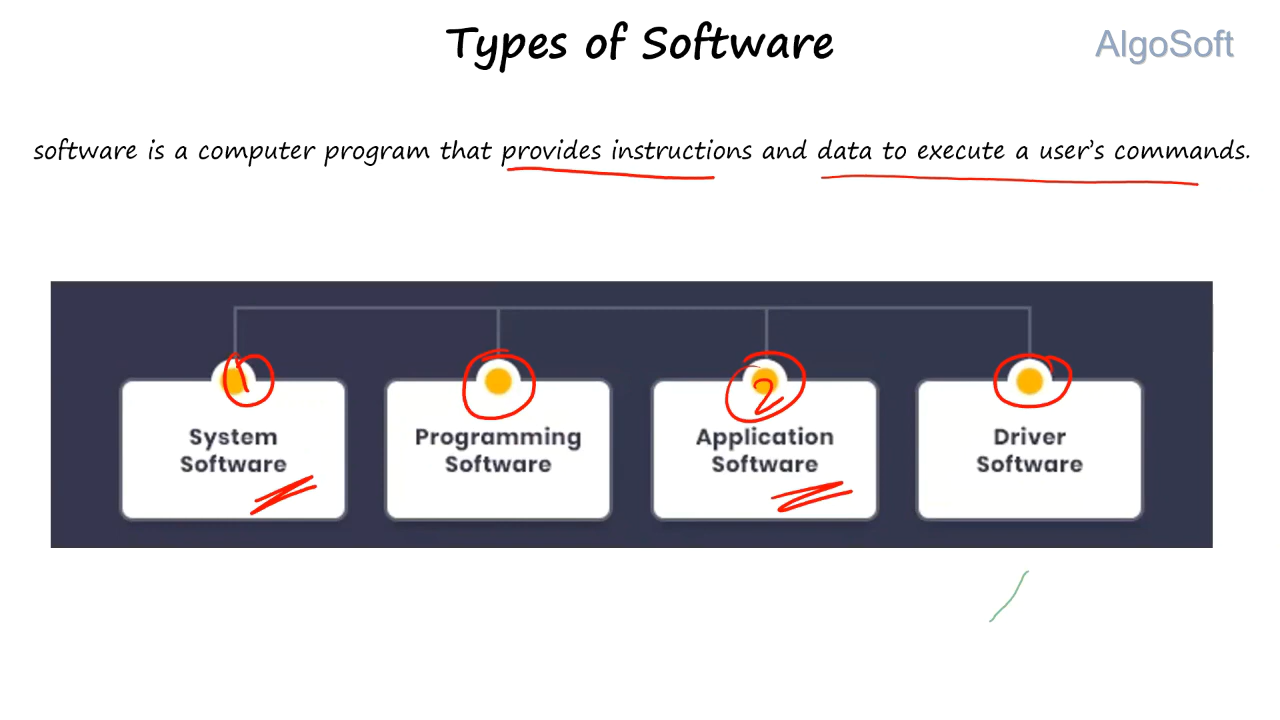 Types of Software
AlgoSoft
software is a computer program that provides instructions and data to execute a user's commands.
1
2
System
Software
Programming
Software
Application
Software
Driver
Software